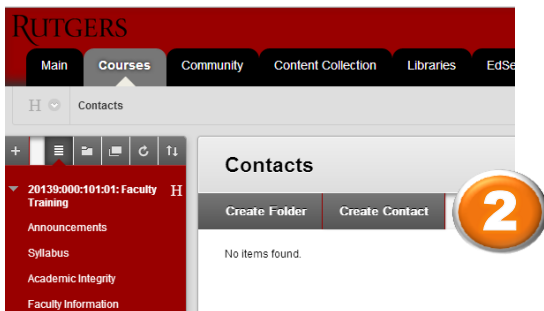 RUTGERS
Main Courses Community Content Collection Libraries EdSe
H Contacts
Contacts
20139:000:101:01: Faculty Training H
Create Folder Create Contact
2
Announcements
Syllabus
No items found.
Academic Integrity
Faculty Information